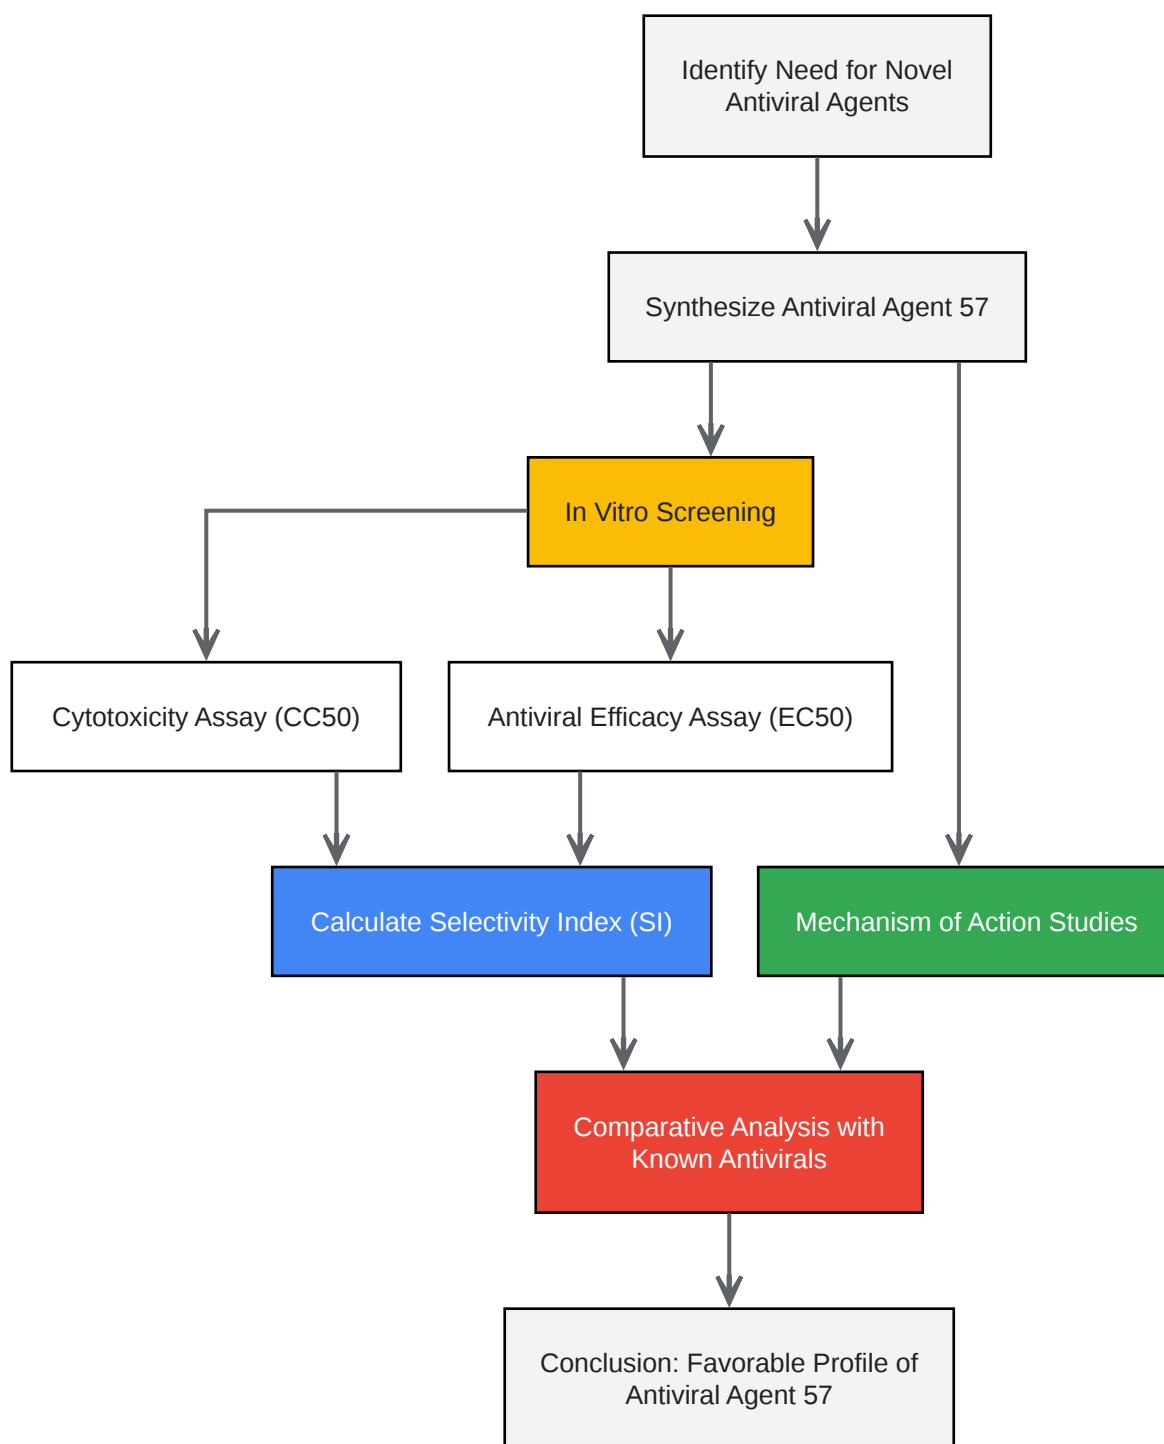 Identify Need for Novel
Antiviral Agents
Synthesize Antiviral Agent 57
In Vitro Screening
Cytotoxicity Assay (CC50)
Antiviral Efficacy Assay (EC50)
Calculate Selectivity Index (SI)
Mechanism of Action Studies
Comparative Analysis with
Known Antivirals
Conclusion: Favorable Profile of
Antiviral Agent 57